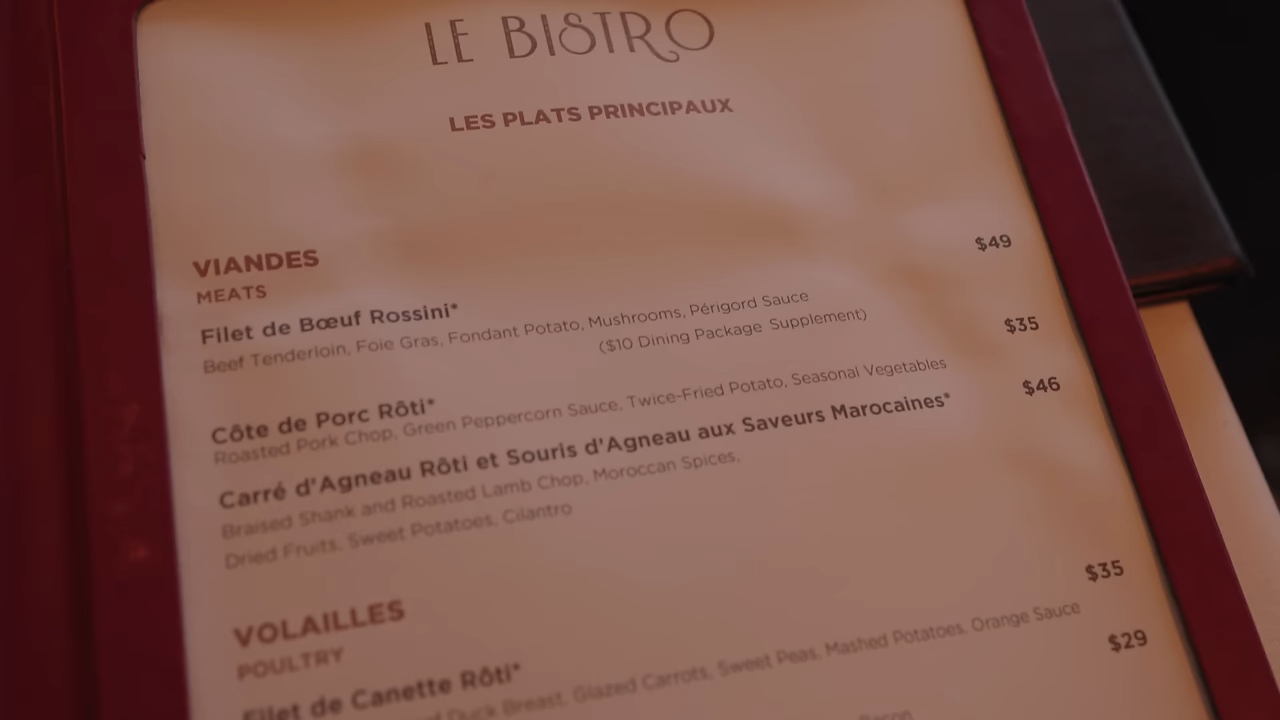 LE BISTRO
LES PLATS PRINCIPAUX
VIANDES
MEATS
$49
Filet de Bœuf Rossini*
Beef Tenderloin, Foie Gras, Fondant Potato, Mushrooms, Périgord Sauce
($10 Dining Package Supplement)
$35
Côte de Porc Rôti*
Roasted Pork Chop, Green Peppercorn Sauce, Twice-Fried Potato, Seasonal Vegetables
$46
Carré d'Agneau Rôti et Souris d'Agneau aux Saveurs Marocaines*
Braised Shank and Roasted Lamb Chop, Moroccan Spices,
Dried Fruits, Sweet Potatoes, Cilantro
VOLAILLES
POULTRY
$35
Filet de Canette Rôti*
Duck Breast, Glazed Carrots, Sweet Peas, Mashed Potatoes, Orange Sauce
$29
Bacon